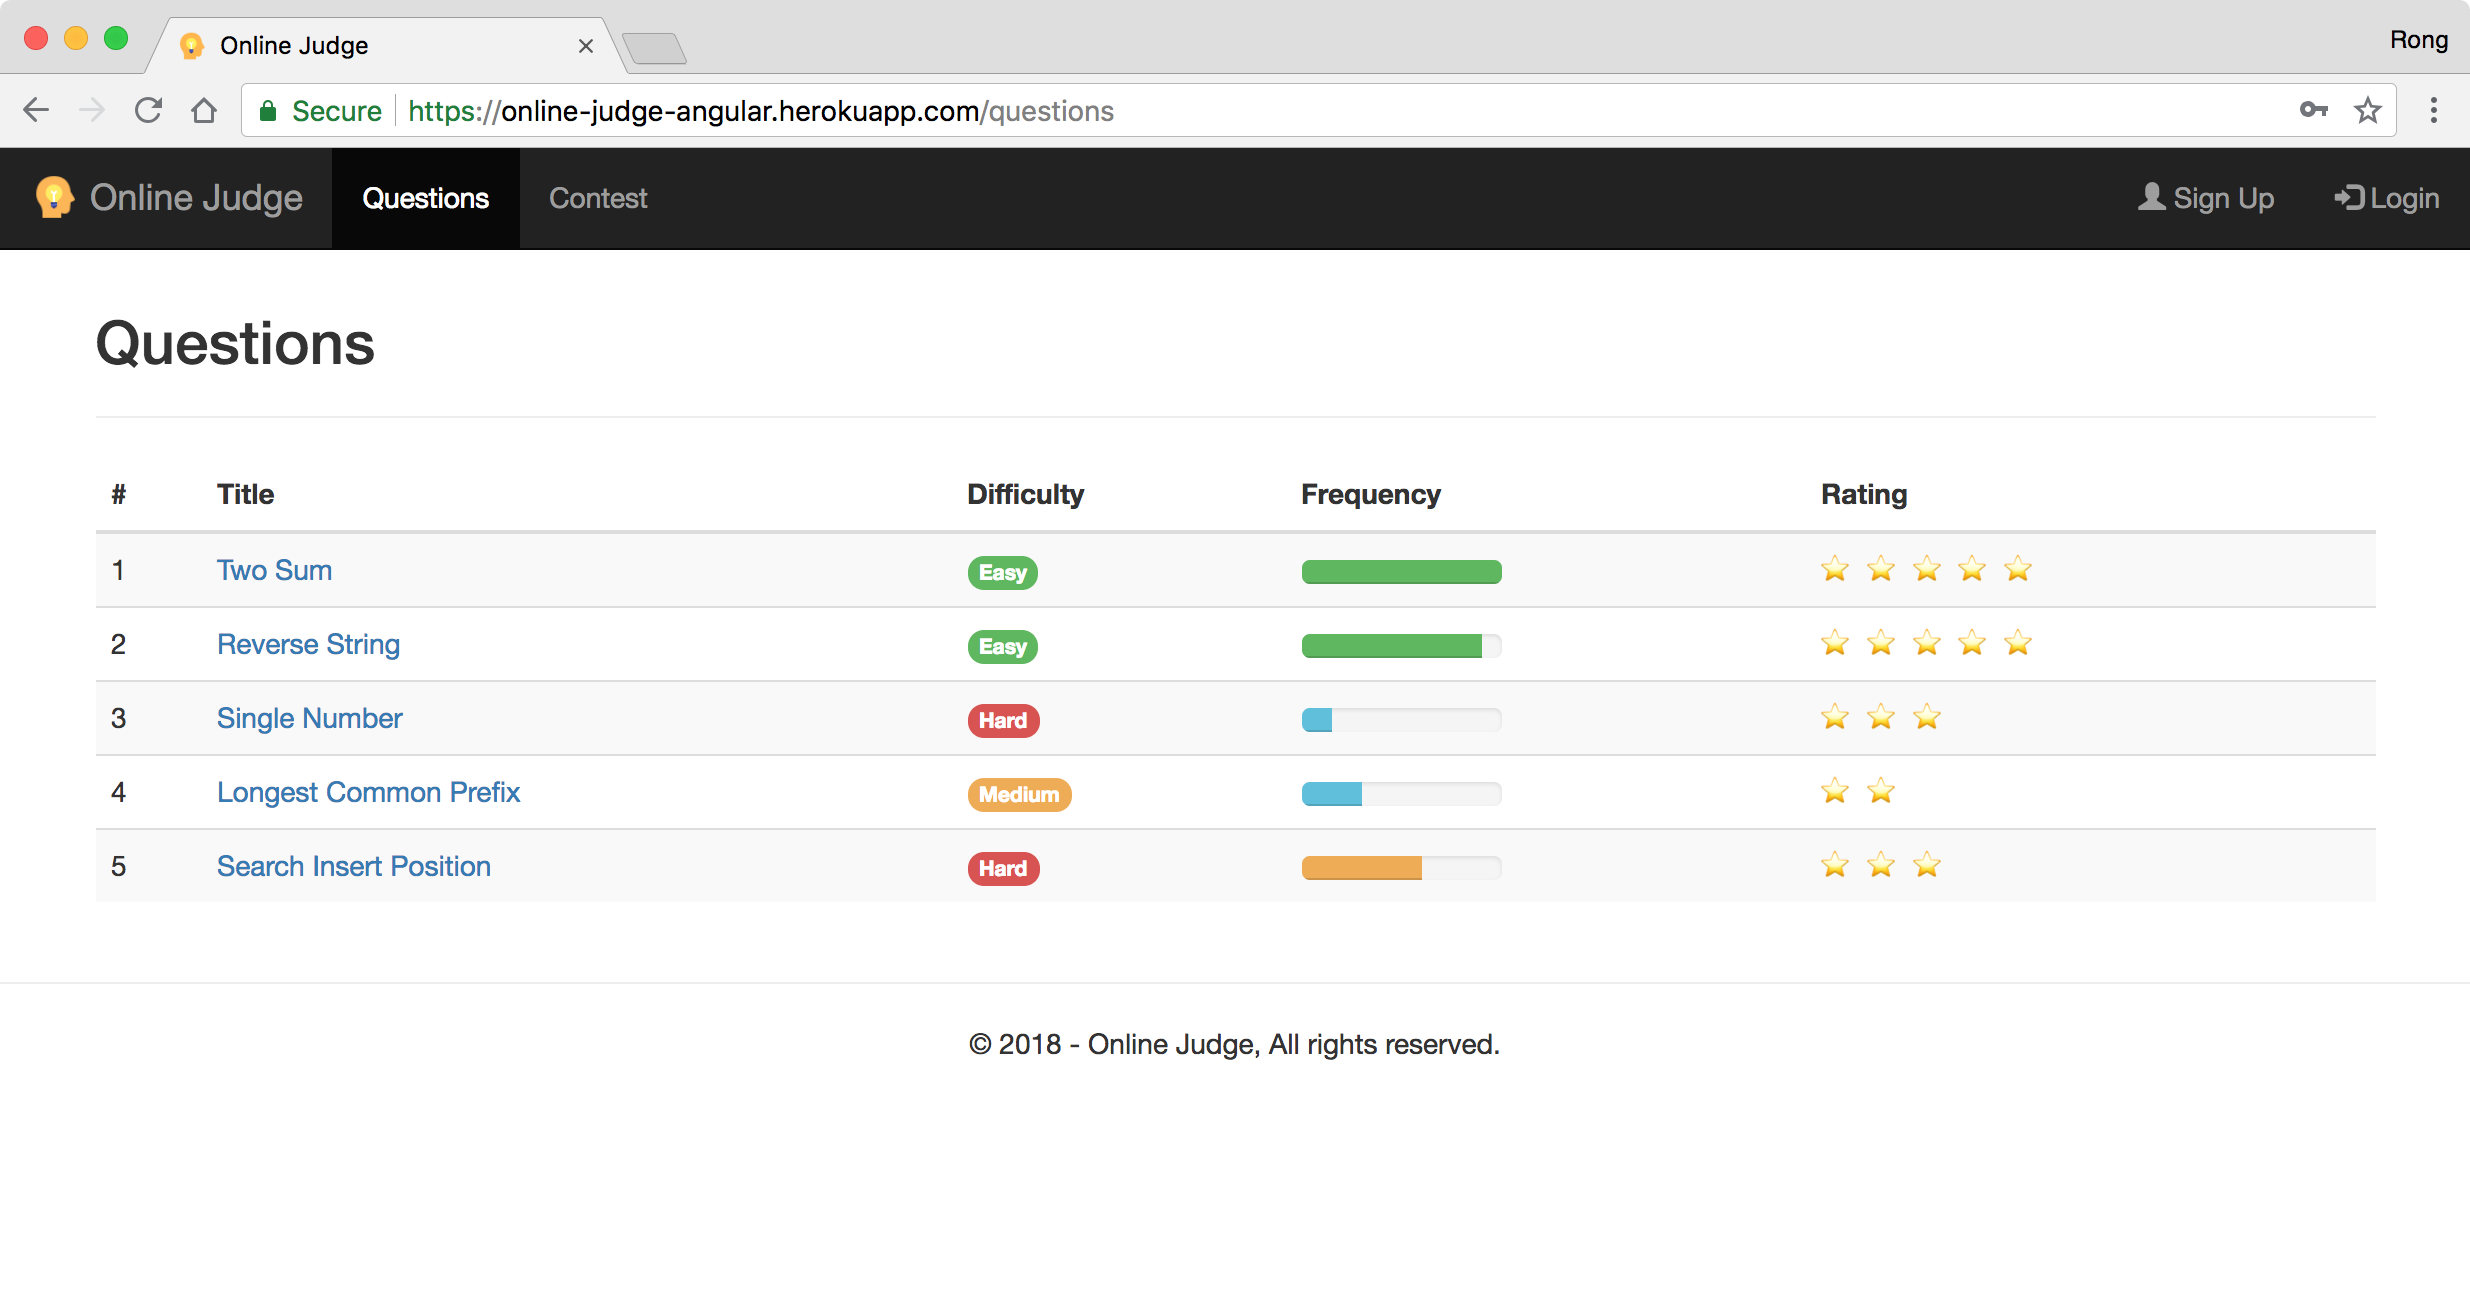 Online Judge
Rong
Secure https://online-judge-angular.herokuapp.com/questions
Online Judge Questions Contest Sign Up Login
Questions
# Title Difficulty Frequency Rating
1 Two Sum Easy
2 Reverse String Easy
3 Single Number Hard
4 Longest Common Prefix Medium
5 Search Insert Position Hard
© 2018 - Online Judge, All rights reserved.